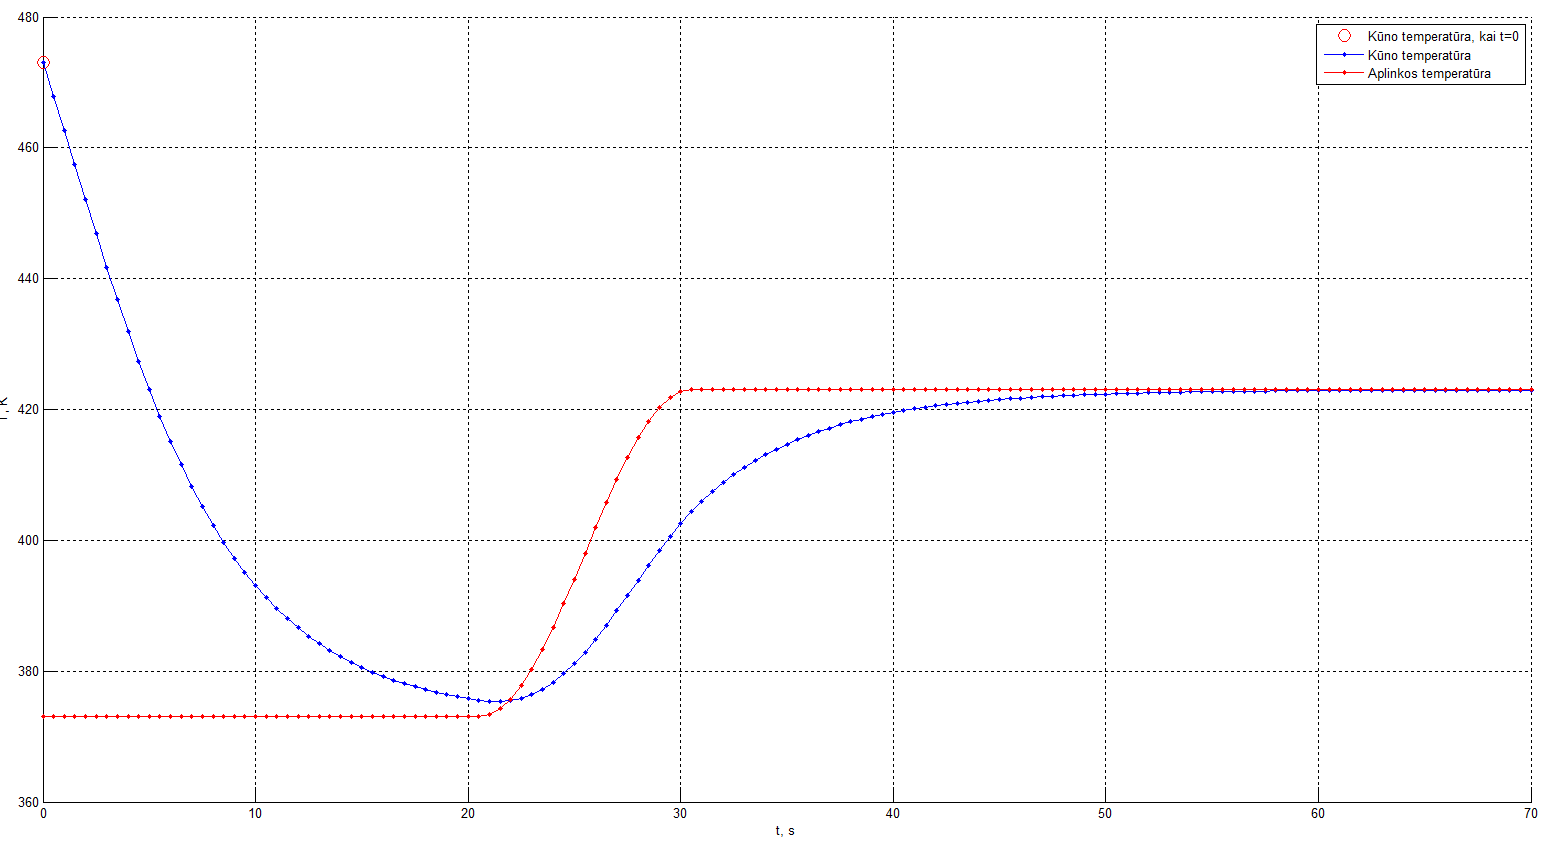 480
Kūno temperatūra, kai t=0
Kūno temperatūra
Aplinkos temperatūra
460
440
420
400
380
360
0 10 20 30 40 50 60 70
t, s